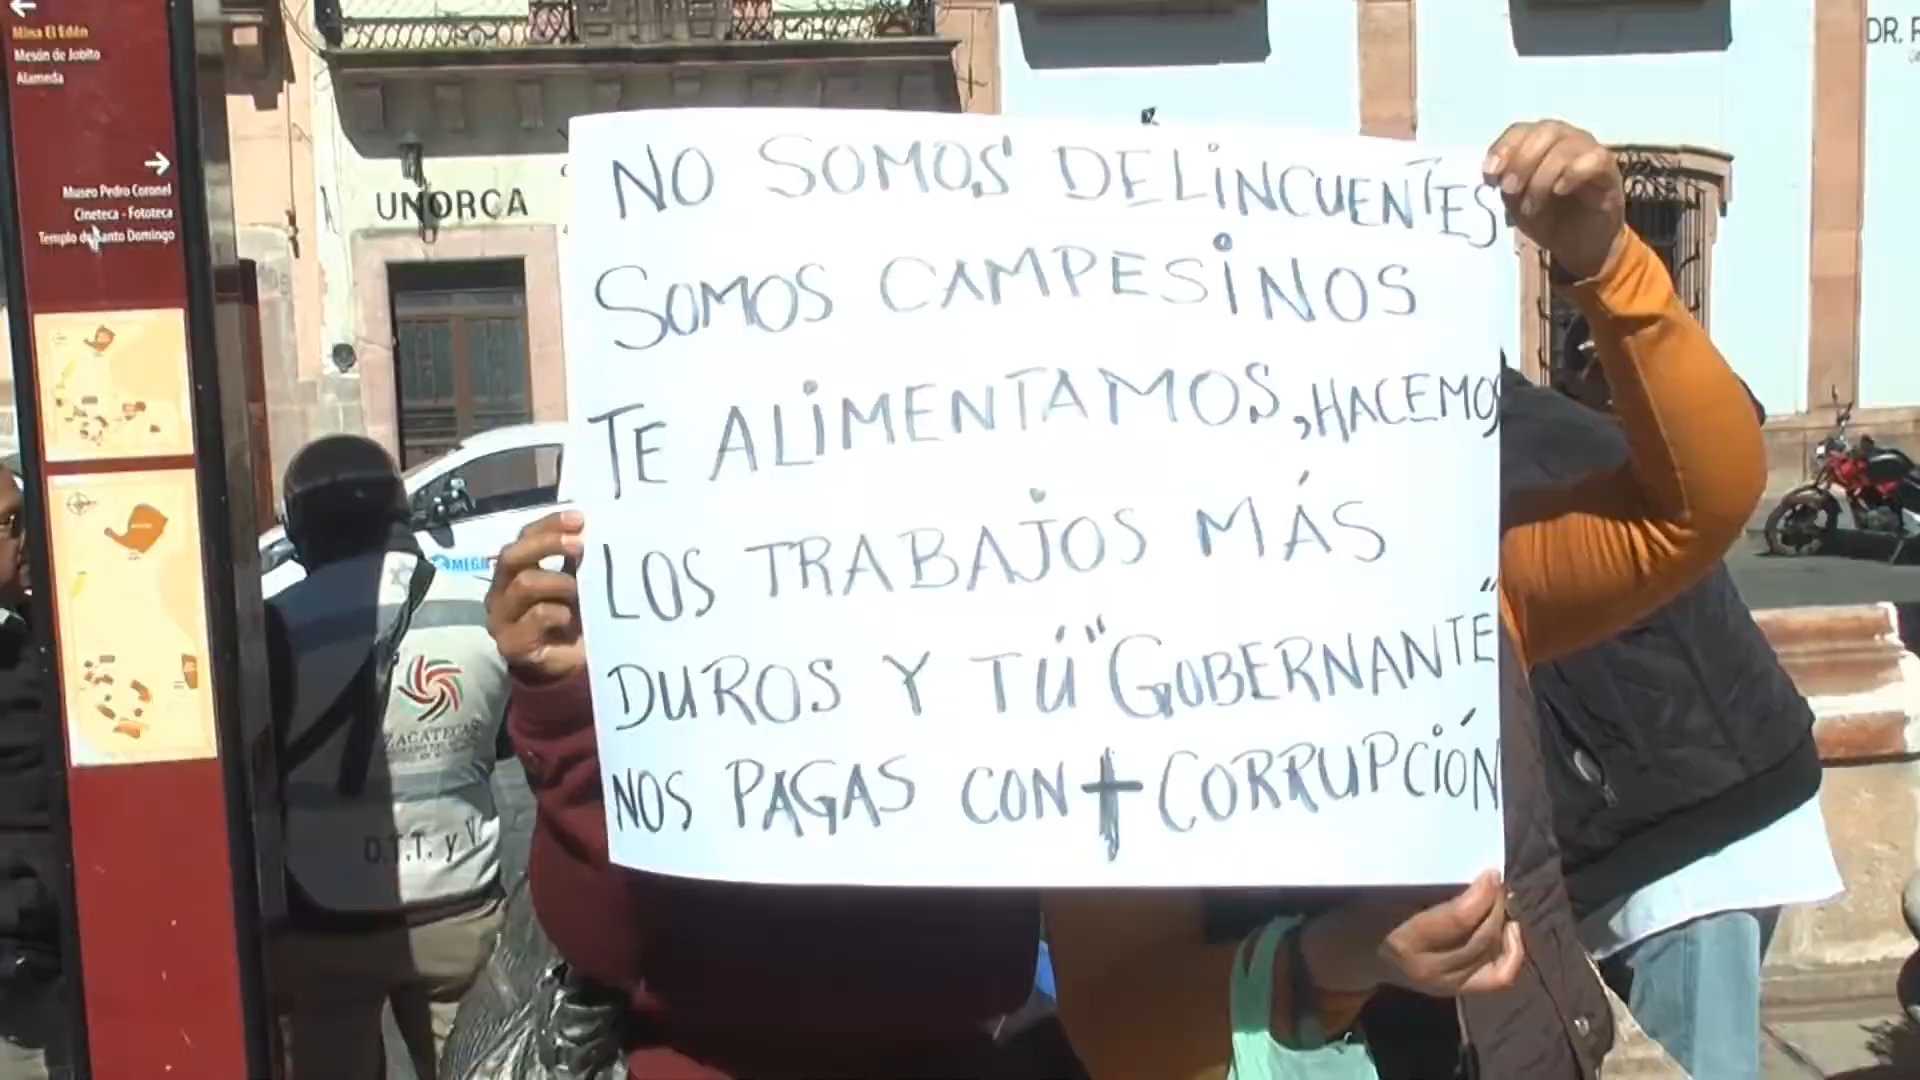 Mina El Edén
Mesón de Jobito
Alameda
Museo Pedro Coronel
Cineteca - Fototeca
Templo de Santo Domingo
UNORCA
DR.
NO SOMOS DELiNCUENTES
SOMOS CAMPESiNOS
TE ALiMENTAMOS, HACEMOS
LOS TRABAJOS MÁS
DUROS Y TÚ "GOBERNANTE"
NOS PAGAS CON + CORRUPCiÓN
ZACATECAS
D.T.T. y V.